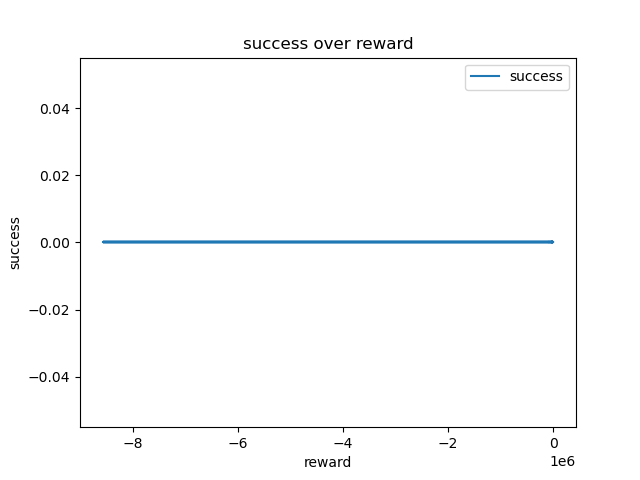 success over reward
success
0.04
0.02
0.00
−0.02
−0.04
success
−8
−6
−4
−2
0
1e6
reward